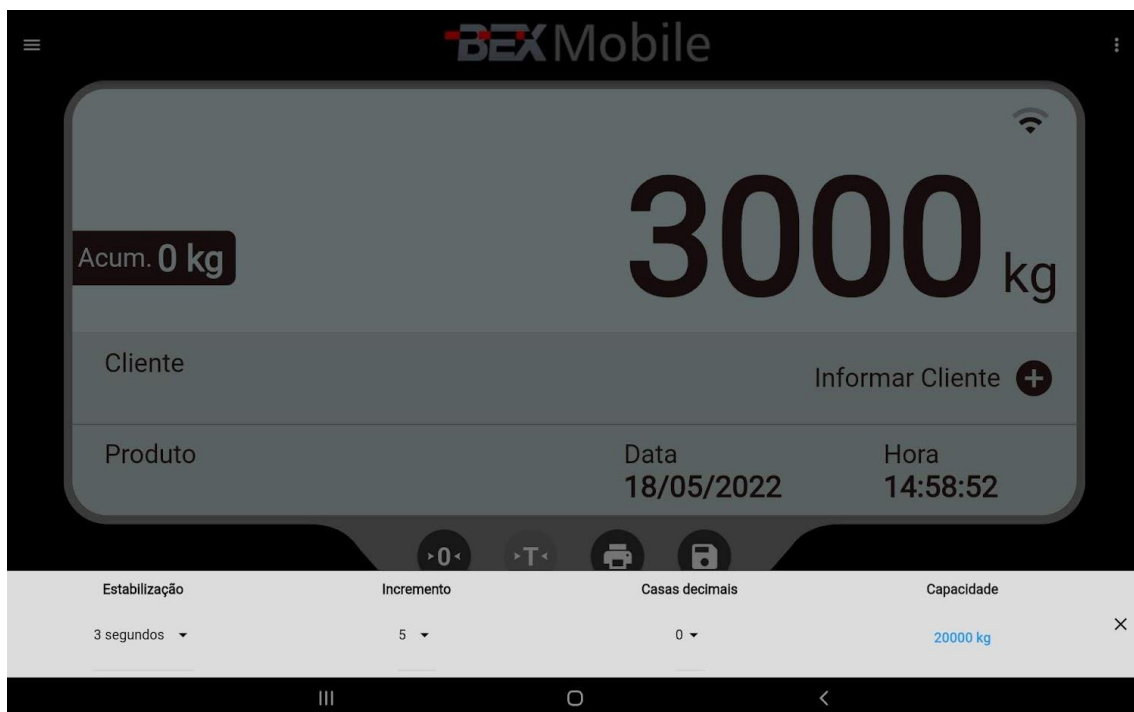 BEX Mobile
3000 kg
Acum. 0 kg
Cliente
Informar Cliente
Produto
Data
18/05/2022
Hora
14:58:52
0
T
Estabilização
Incremento
Casas decimais
Capacidade
3 segundos
5
0
20000 kg